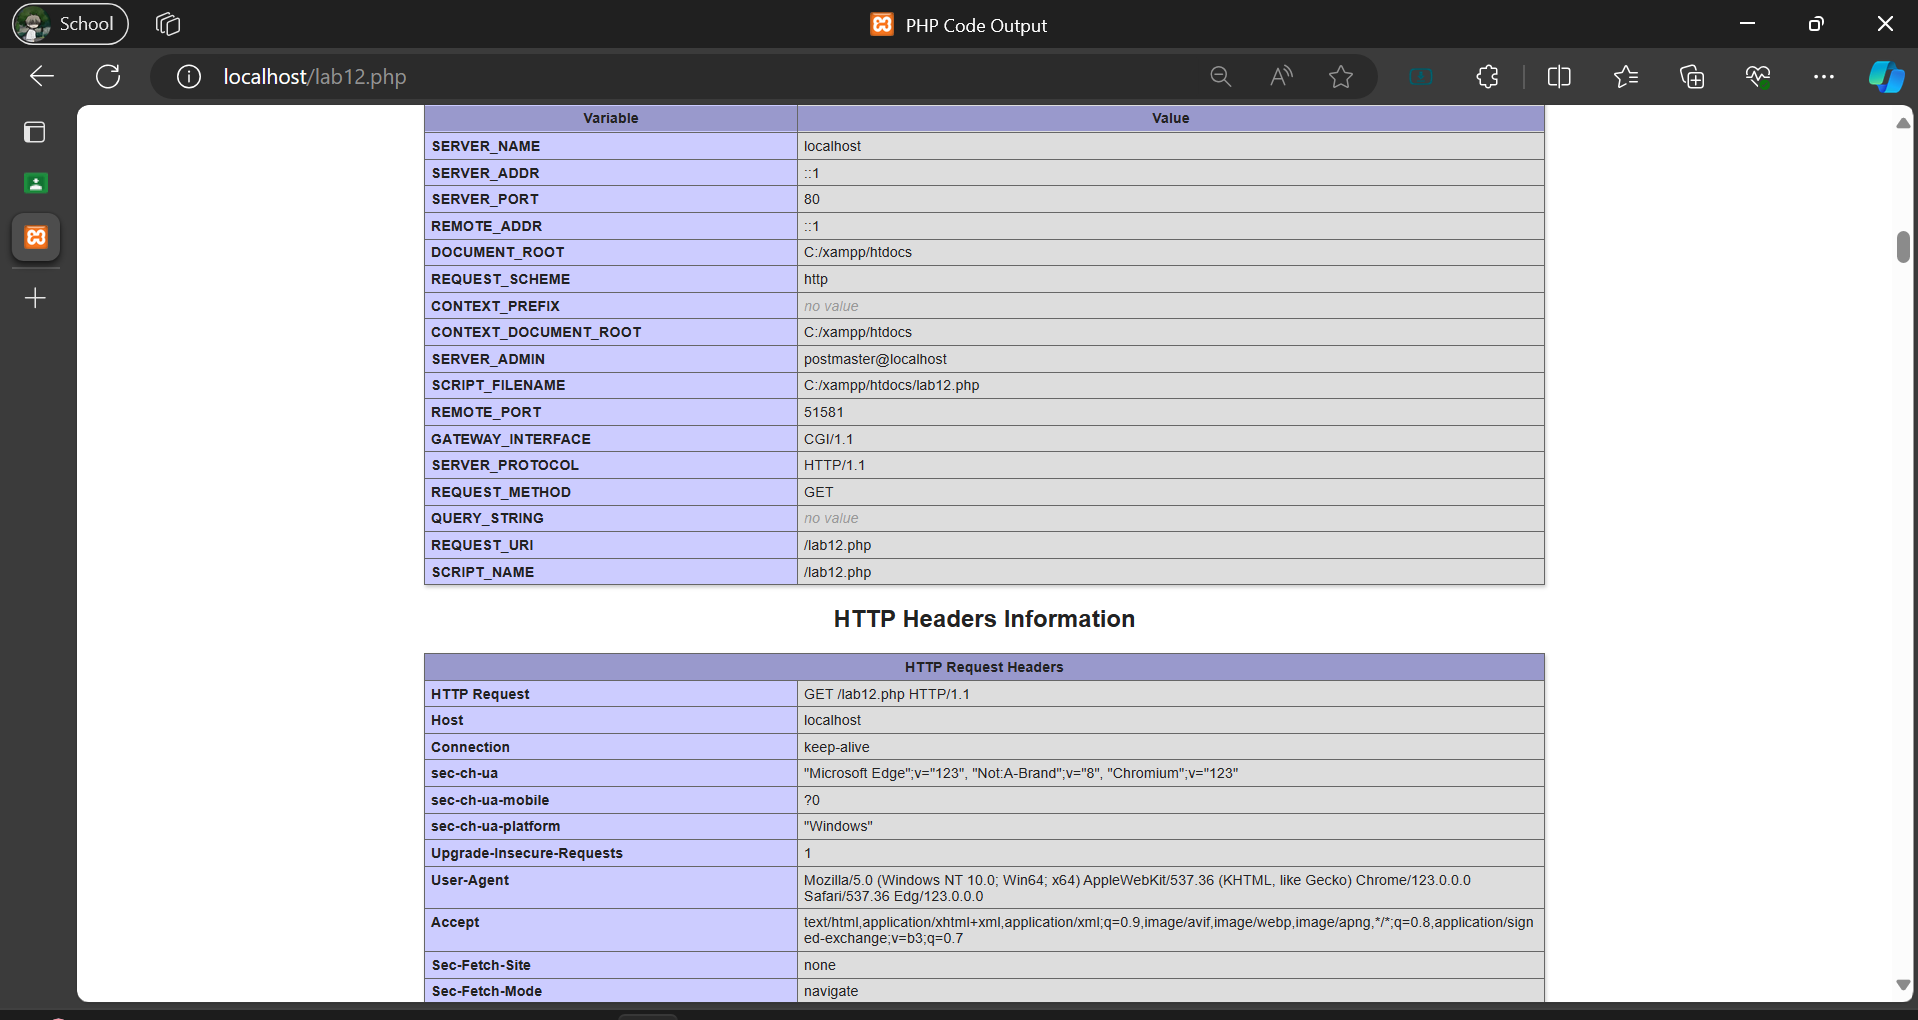 School
PHP Code Output
localhost/lab12.php
Variable Value
SERVER_NAME localhost
SERVER_ADDR ::1
SERVER_PORT 80
REMOTE_ADDR ::1
DOCUMENT_ROOT C:/xampp/htdocs
REQUEST_SCHEME http
CONTEXT_PREFIX no value
CONTEXT_DOCUMENT_ROOT C:/xampp/htdocs
SERVER_ADMIN postmaster@localhost
SCRIPT_FILENAME C:/xampp/htdocs/lab12.php
REMOTE_PORT 51581
GATEWAY_INTERFACE CGI/1.1
SERVER_PROTOCOL HTTP/1.1
REQUEST_METHOD GET
QUERY_STRING no value
REQUEST_URI /lab12.php
SCRIPT_NAME /lab12.php
HTTP Headers Information
HTTP Request Headers
HTTP Request GET /lab12.php HTTP/1.1
Host localhost
Connection keep-alive
sec-ch-ua "Microsoft Edge";v="123", "Not:A-Brand";v="8", "Chromium";v="123"
sec-ch-ua-mobile ?0
sec-ch-ua-platform "Windows"
Upgrade-Insecure-Requests 1
User-Agent Mozilla/5.0 (Windows NT 10.0; Win64; x64) AppleWebKit/537.36 (KHTML, like Gecko) Chrome/123.0.0.0
Safari/537.36 Edg/123.0.0.0
Accept text/html,application/xhtml+xml,application/xml;q=0.9,image/avif,image/webp,image/apng,*/*;q=0.8,application/sign
ed-exchange;v=b3;q=0.7
Sec-Fetch-Site none
Sec-Fetch-Mode navigate